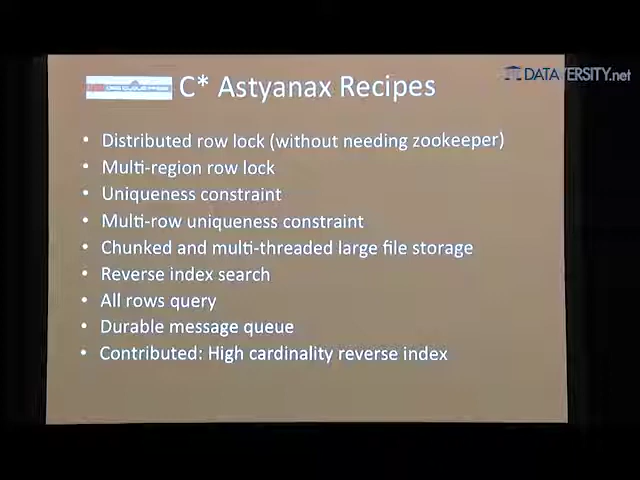 DATAVERSITY.net
C* Astyanax Recipes
• Distributed row lock (without needing zookeeper)
• Multi-region row lock
• Uniqueness constraint
• Multi-row uniqueness constraint
• Chunked and multi-threaded large file storage
• Reverse index search
• All rows query
• Durable message queue
• Contributed: High cardinality reverse index